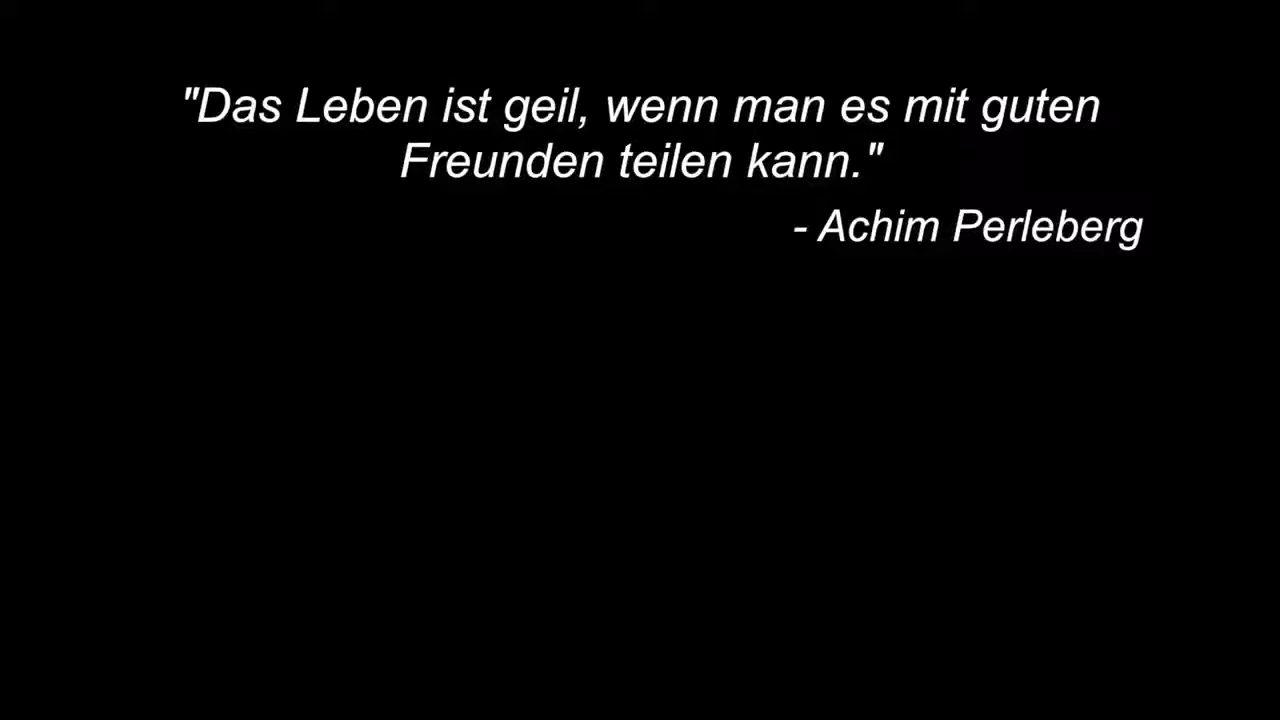 "Das Leben ist geil, wenn man es mit guten
Freunden teilen kann."
- Achim Perleberg